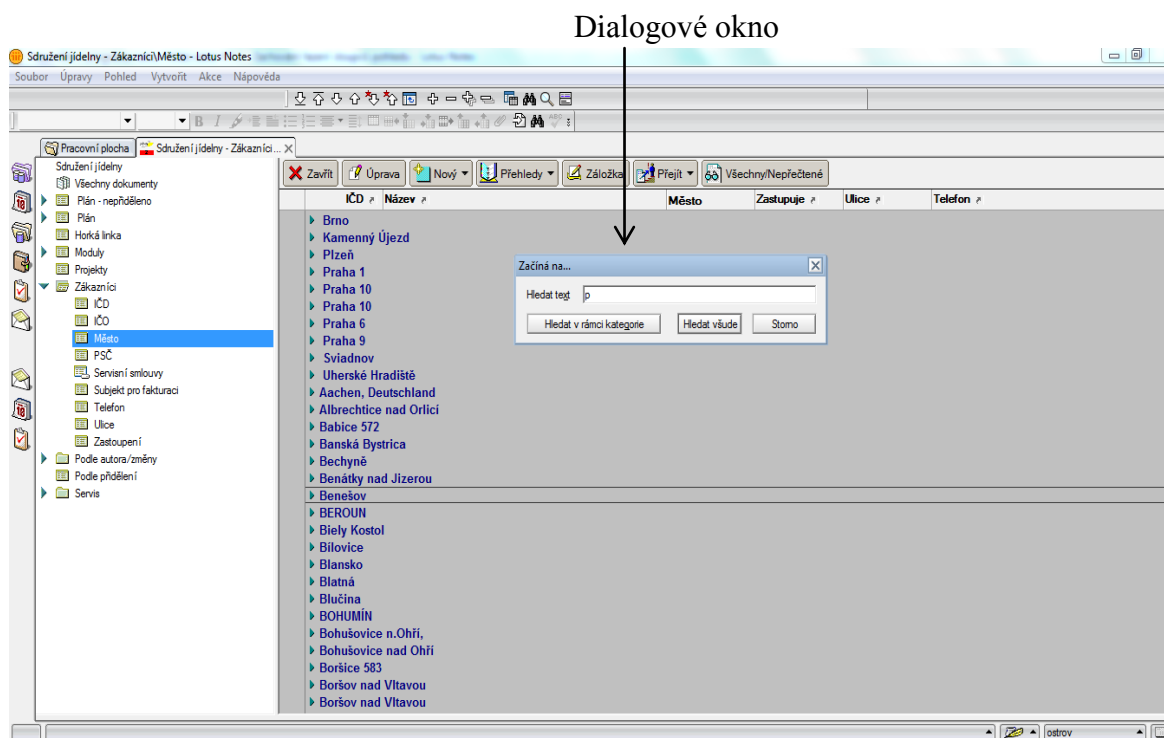 Dialogové okno
Sdružení jídelny - Zákazníci\Město - Lotus Notes
Soubor Úpravy Pohled Vytvořit Akce Nápověda
B I
Pracovní plocha
Sdružení jídelny - Zákazníci...
Sdružení jídelny
Všechny dokumenty
Plán - nepřiděleno
Plán
Horká linka
Moduly
Projekty
Zákazníci
IČD
IČO
Město
PSČ
Servisní smlouvy
Subjekt pro fakturaci
Telefon
Ulice
Zastoupení
Podle autora/změny
Podle přidělení
Servis
Zavřít Úprava Nový Přehledy Záložka Přejít Všechny/Nepřečtené
IČD Název Město Zastupuje Ulice Telefon
Brno
Kamenný Újezd
Plzeň
Praha 1
Praha 10
Praha 10
Praha 6
Praha 9
Sviadnov
Uherské Hradiště
Aachen, Deutschland
Albrechtice nad Orlicí
Babice 572
Banská Bystrica
Bechyně
Benátky nad Jizerou
Benešov
BEROUN
Biely Kostol
Bílovice
Blansko
Blatná
Blučina
BOHUMÍN
Bohušovice n.Ohří,
Bohušovice nad Ohří
Boršice 583
Boršov nad Vltavou
Boršov nad Vltavou
Začíná na...
Hledat text p
Hledat v rámci kategorie Hledat všude Storno
ostrov